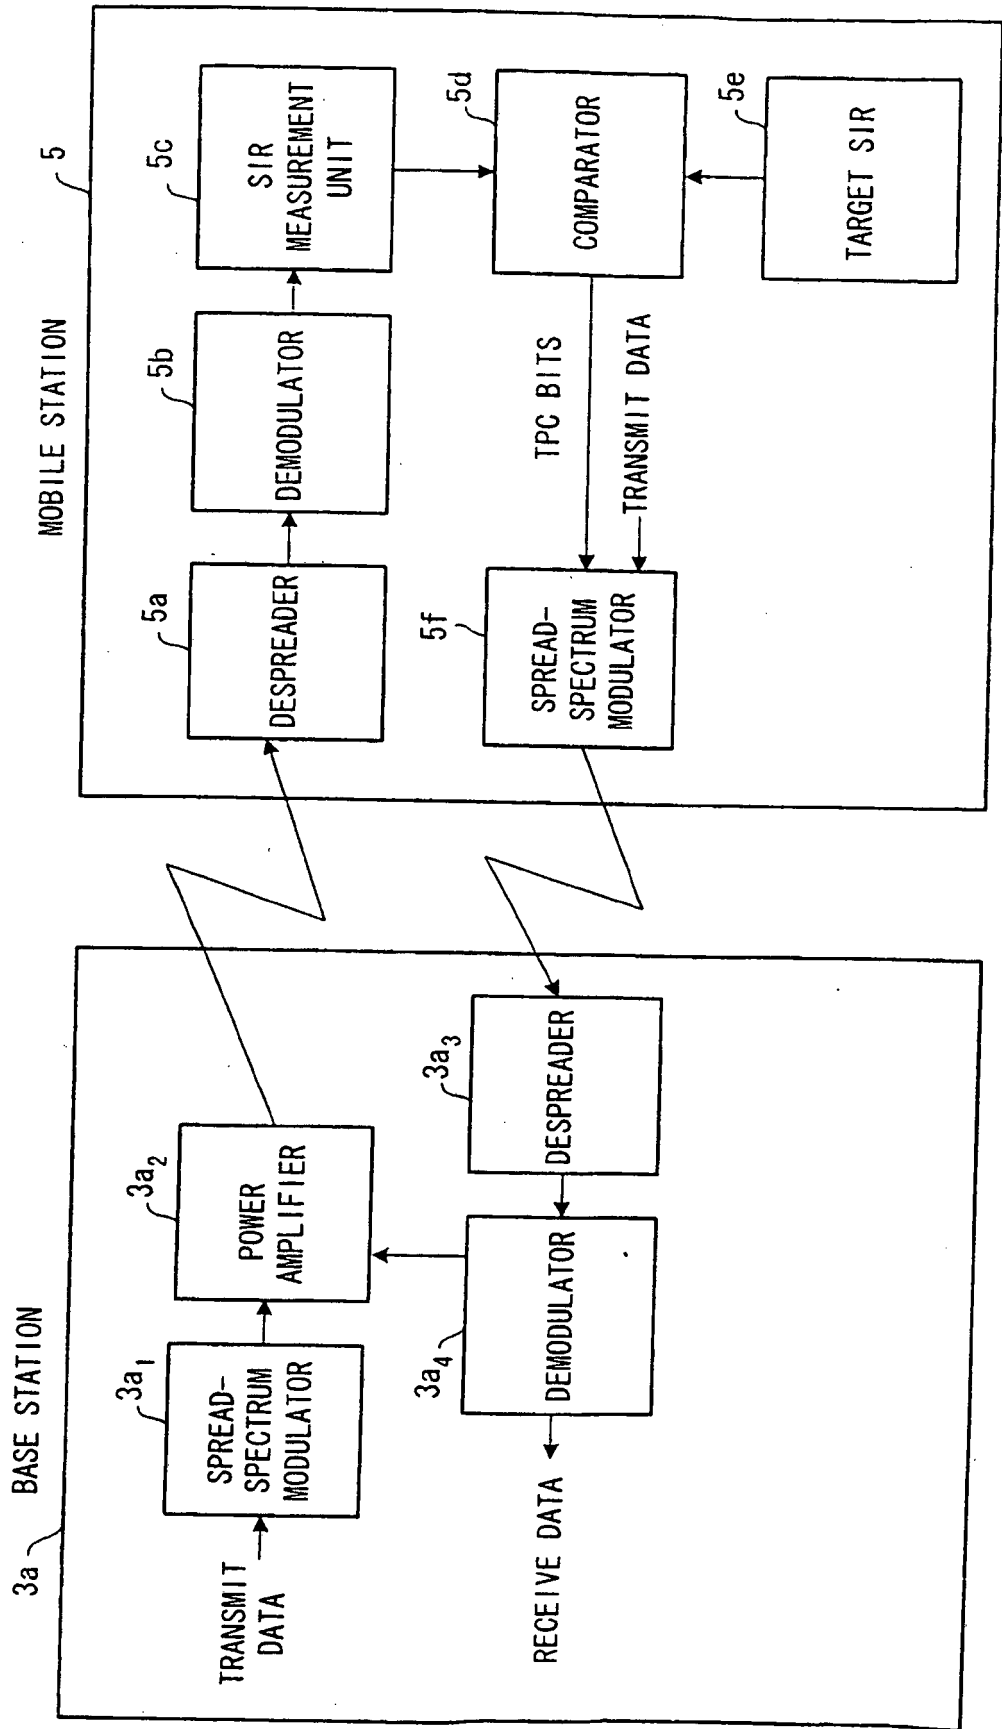 3a BASE STATION
TRANSMIT
DATA
3a1
SPREAD-
SPECTRUM
MODULATOR
3a2
POWER
AMPLIFIER
3a3
DESPREADER
3a4
DEMODULATOR
RECEIVE DATA
MOBILE STATION 5
5a
DESPREADER
5b
DEMODULATOR
5c
SIR
MEASUREMENT
UNIT
5d
COMPARATOR
5e
TARGET SIR
TPC BITS
TRANSMIT DATA
5f
SPREAD-
SPECTRUM
MODULATOR